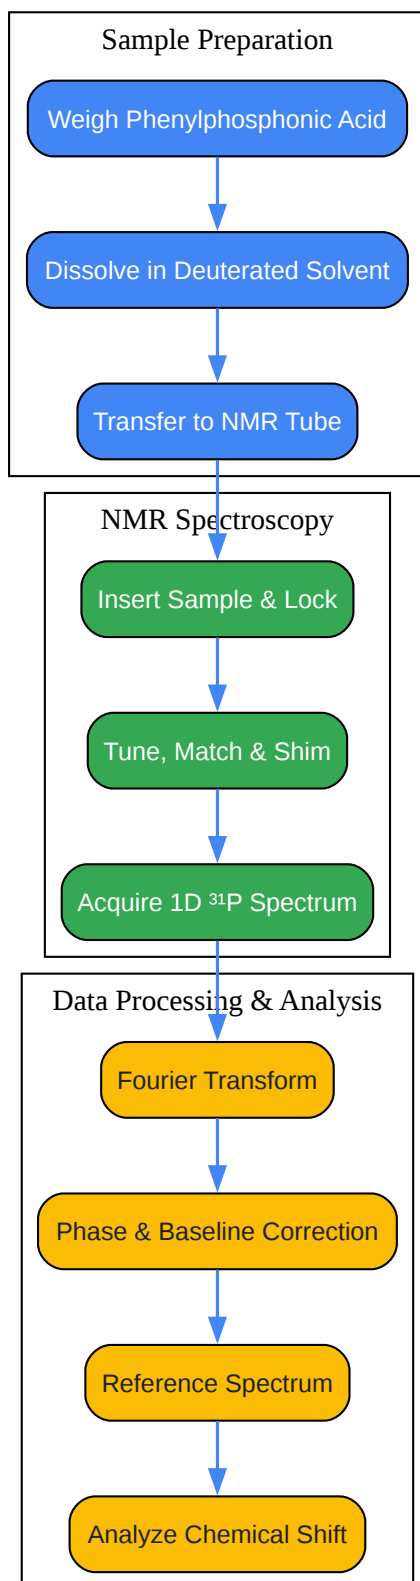 Sample Preparation
Weigh Phenylphosphonic Acid
Dissolve in Deuterated Solvent
Transfer to NMR Tube
NMR Spectroscopy
Insert Sample & Lock
Tune, Match & Shim
Acquire 1D ³¹P Spectrum
Data Processing & Analysis
Fourier Transform
Phase & Baseline Correction
Reference Spectrum
Analyze Chemical Shift